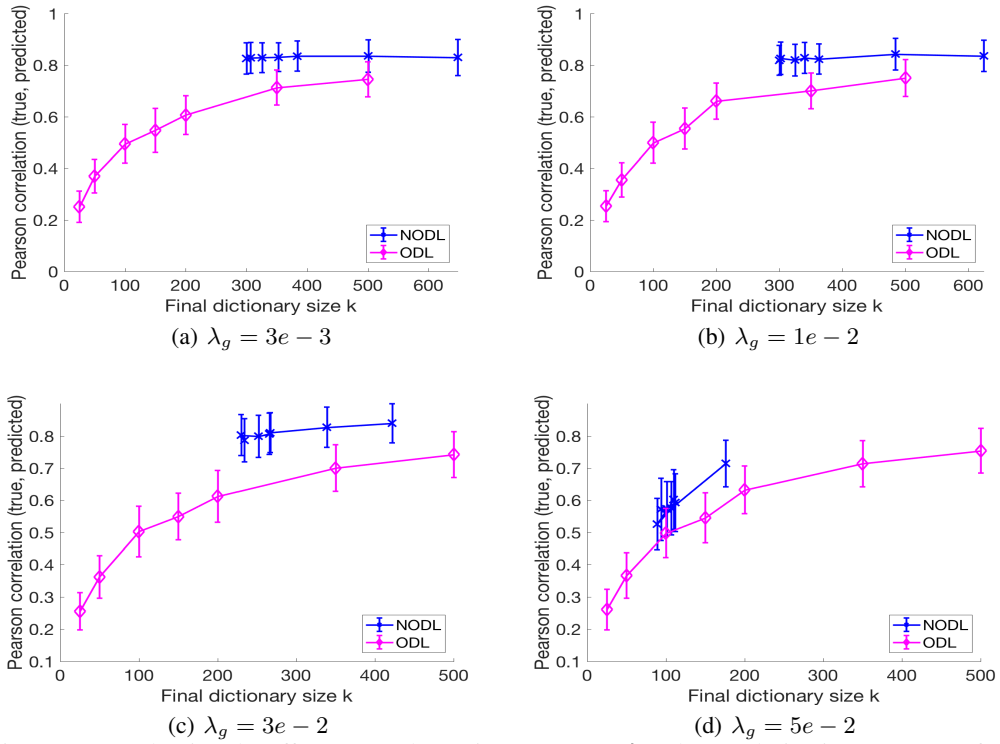 Pearson correlation (true, predicted)
1
0.8
0.6
0.4
0.2
0
0 100 200 300 400 500 600
Final dictionary size k
NODL
ODL
(a) λg = 3e − 3
Pearson correlation (true, predicted)
1
0.8
0.6
0.4
0.2
0
0 100 200 300 400 500 600
Final dictionary size k
NODL
ODL
(b) λg = 1e − 2
Pearson correlation (true, predicted)
0.8
0.7
0.6
0.5
0.4
0.3
0.2
0.1
0 100 200 300 400 500
Final dictionary size k
NODL
ODL
(c) λg = 3e − 2
Pearson correlation (true, predicted)
0.8
0.7
0.6
0.5
0.4
0.3
0.2
0.1
0 100 200 300 400 500
Final dictionary size k
NODL
ODL
(d) λg = 5e − 2